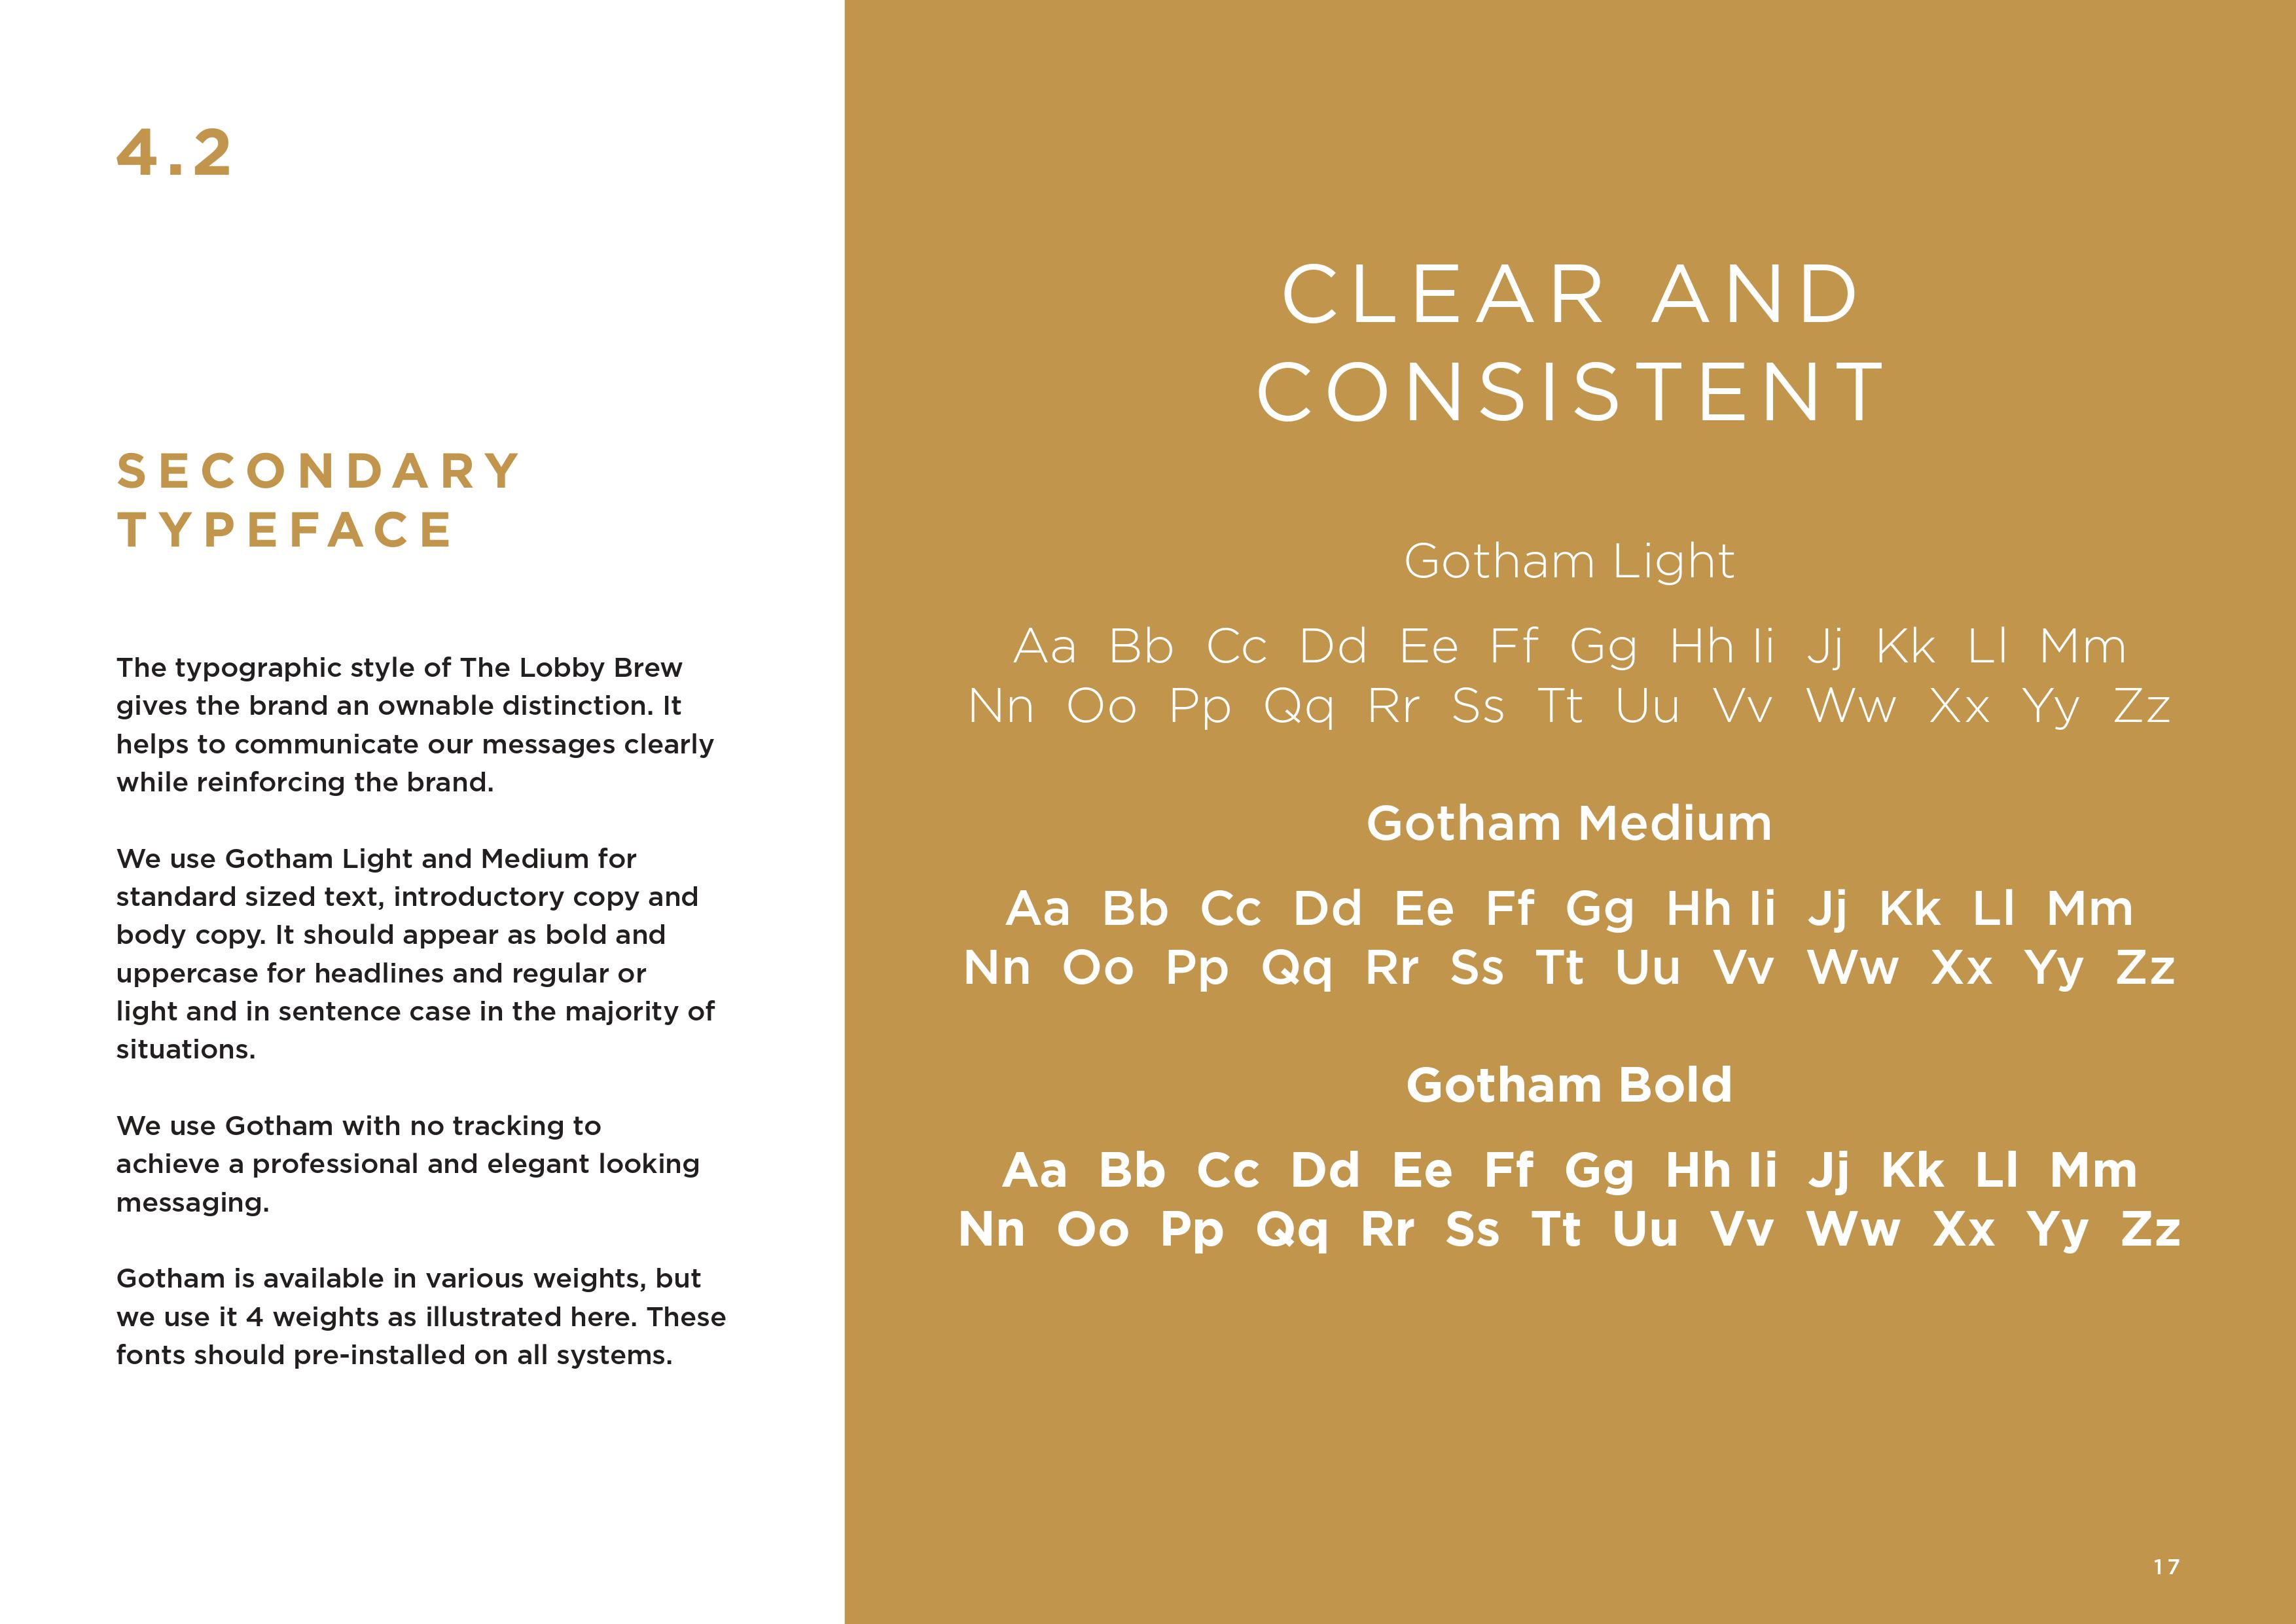 4.2
SECONDARY
TYPEFACE
The typographic style of The Lobby Brew
gives the brand an ownable distinction. It
helps to communicate our messages clearly
while reinforcing the brand.
We use Gotham Light and Medium for
standard sized text, introductory copy and
body copy. It should appear as bold and
uppercase for headlines and regular or
light and in sentence case in the majority of
situations.
We use Gotham with no tracking to
achieve a professional and elegant looking
messaging.
Gotham is available in various weights, but
we use it 4 weights as illustrated here. These
fonts should pre-installed on all systems.
CLEAR AND
CONSISTENT
Gotham Light
Aa Bb Cc Dd Ee Ff Gg Hh Ii Jj Kk Ll Mm
Nn Oo Pp Qq Rr Ss Tt Uu Vv Ww Xx Yy Zz
Gotham Medium
Aa Bb Cc Dd Ee Ff Gg Hh Ii Jj Kk Ll Mm
Nn Oo Pp Qq Rr Ss Tt Uu Vv Ww Xx Yy Zz
Gotham Bold
Aa Bb Cc Dd Ee Ff Gg Hh Ii Jj Kk Ll Mm
Nn Oo Pp Qq Rr Ss Tt Uu Vv Ww Xx Yy Zz
17